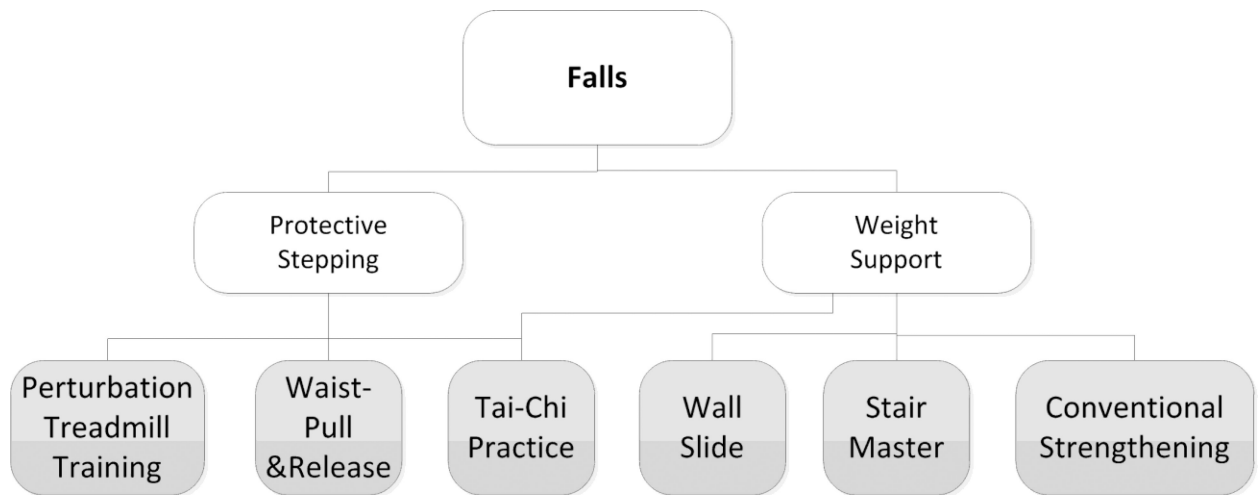 Falls
Protective
Stepping
Weight
Support
Perturbation
Treadmill
Training
Waist-
Pull
&Release
Tai-Chi
Practice
Wall
Slide
Stair
Master
Conventional
Strengthening